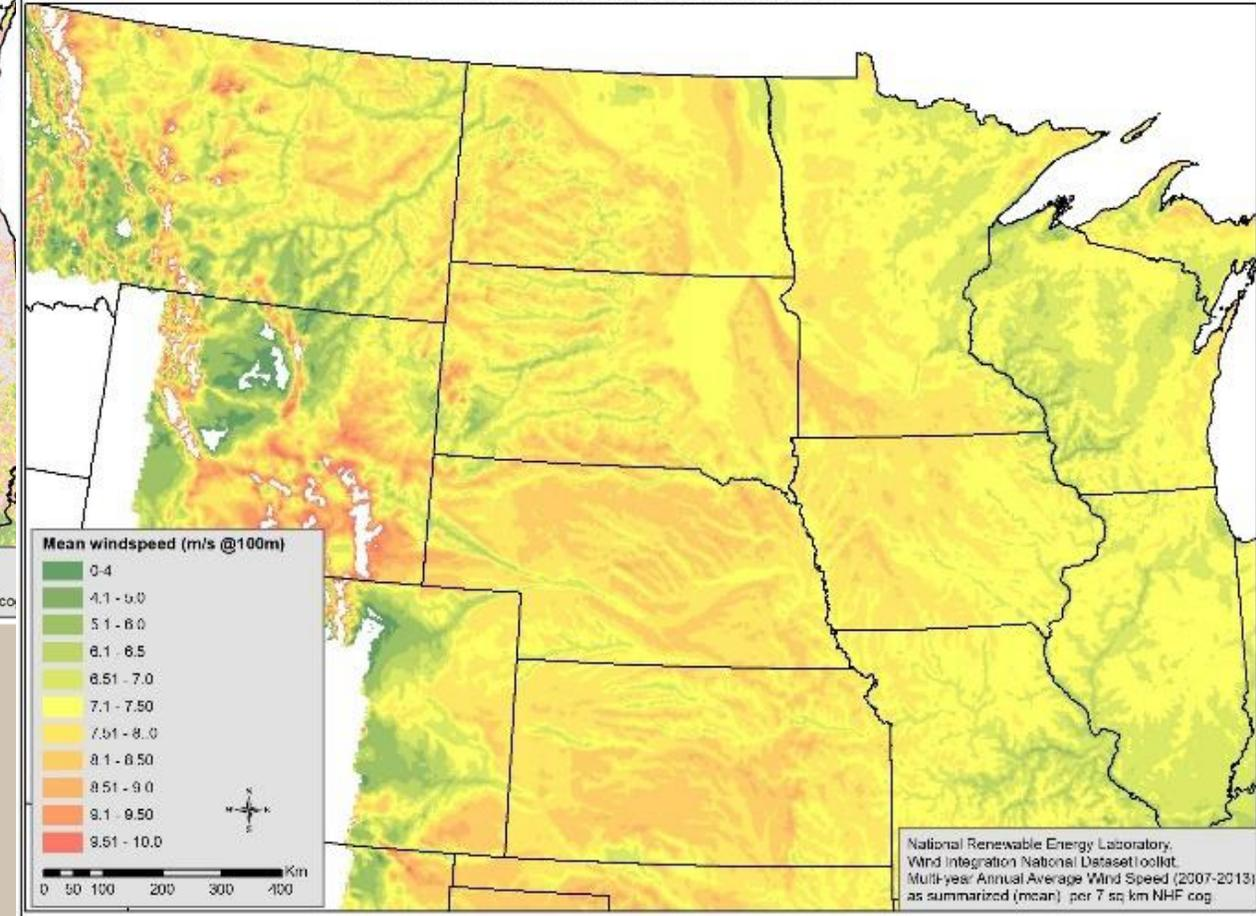 Mean windspeed (m/s @100m)
0-4
4.1 - 5.0
5.1 - 6.0
6.1 - 6.5
6.51 - 7.0
7.1 - 7.50
7.51 - 8..0
8.1 - 8.50
8.51 - 9.0
9.1 - 9.50
9.51 - 10.0
N
S
Km
0 50 100 200 300 400
National Renewable Energy Laboratory,
Wind Integration National Dataset Toolkit.
Multi-year Annual Average Wind Speed (2007-2013)
as summarized (mean) per 7 sq km NHF cog.